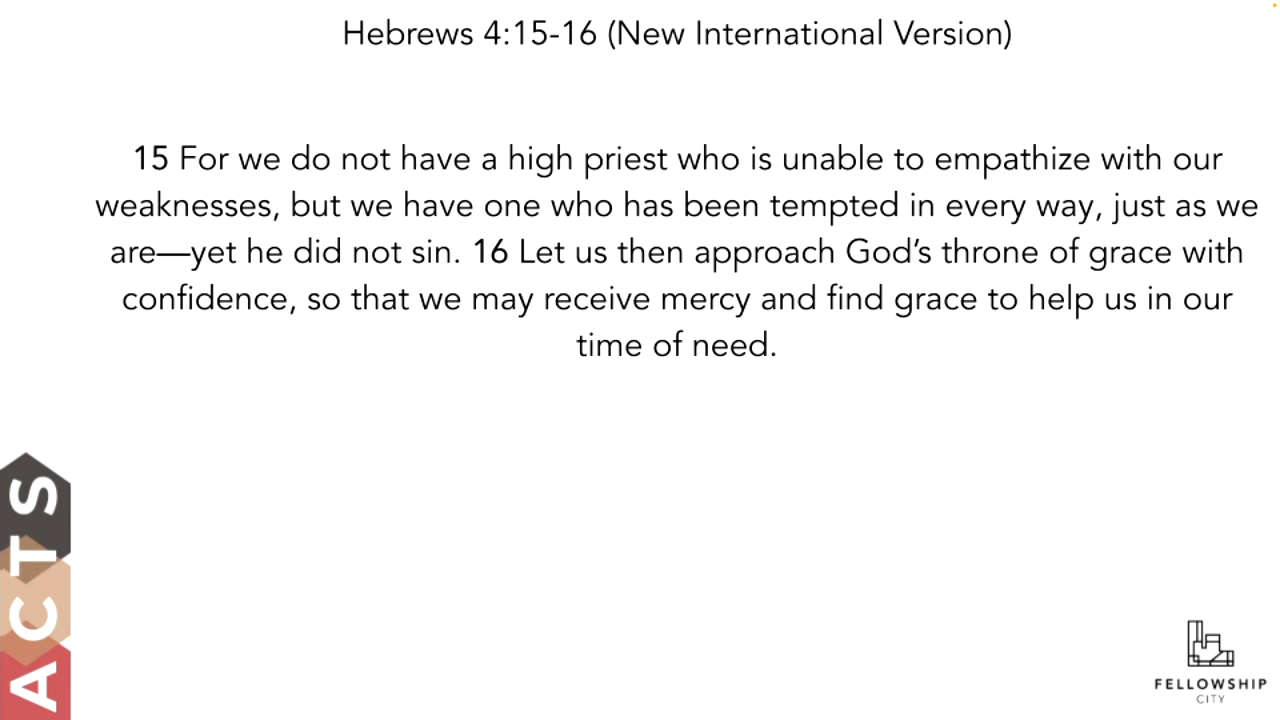 Hebrews 4:15-16 (New International Version)
15 For we do not have a high priest who is unable to empathize with our
weaknesses, but we have one who has been tempted in every way, just as we
are—yet he did not sin. 16 Let us then approach God’s throne of grace with
confidence, so that we may receive mercy and find grace to help us in our
time of need.
ACTS
FELLOWSHIP
CITY